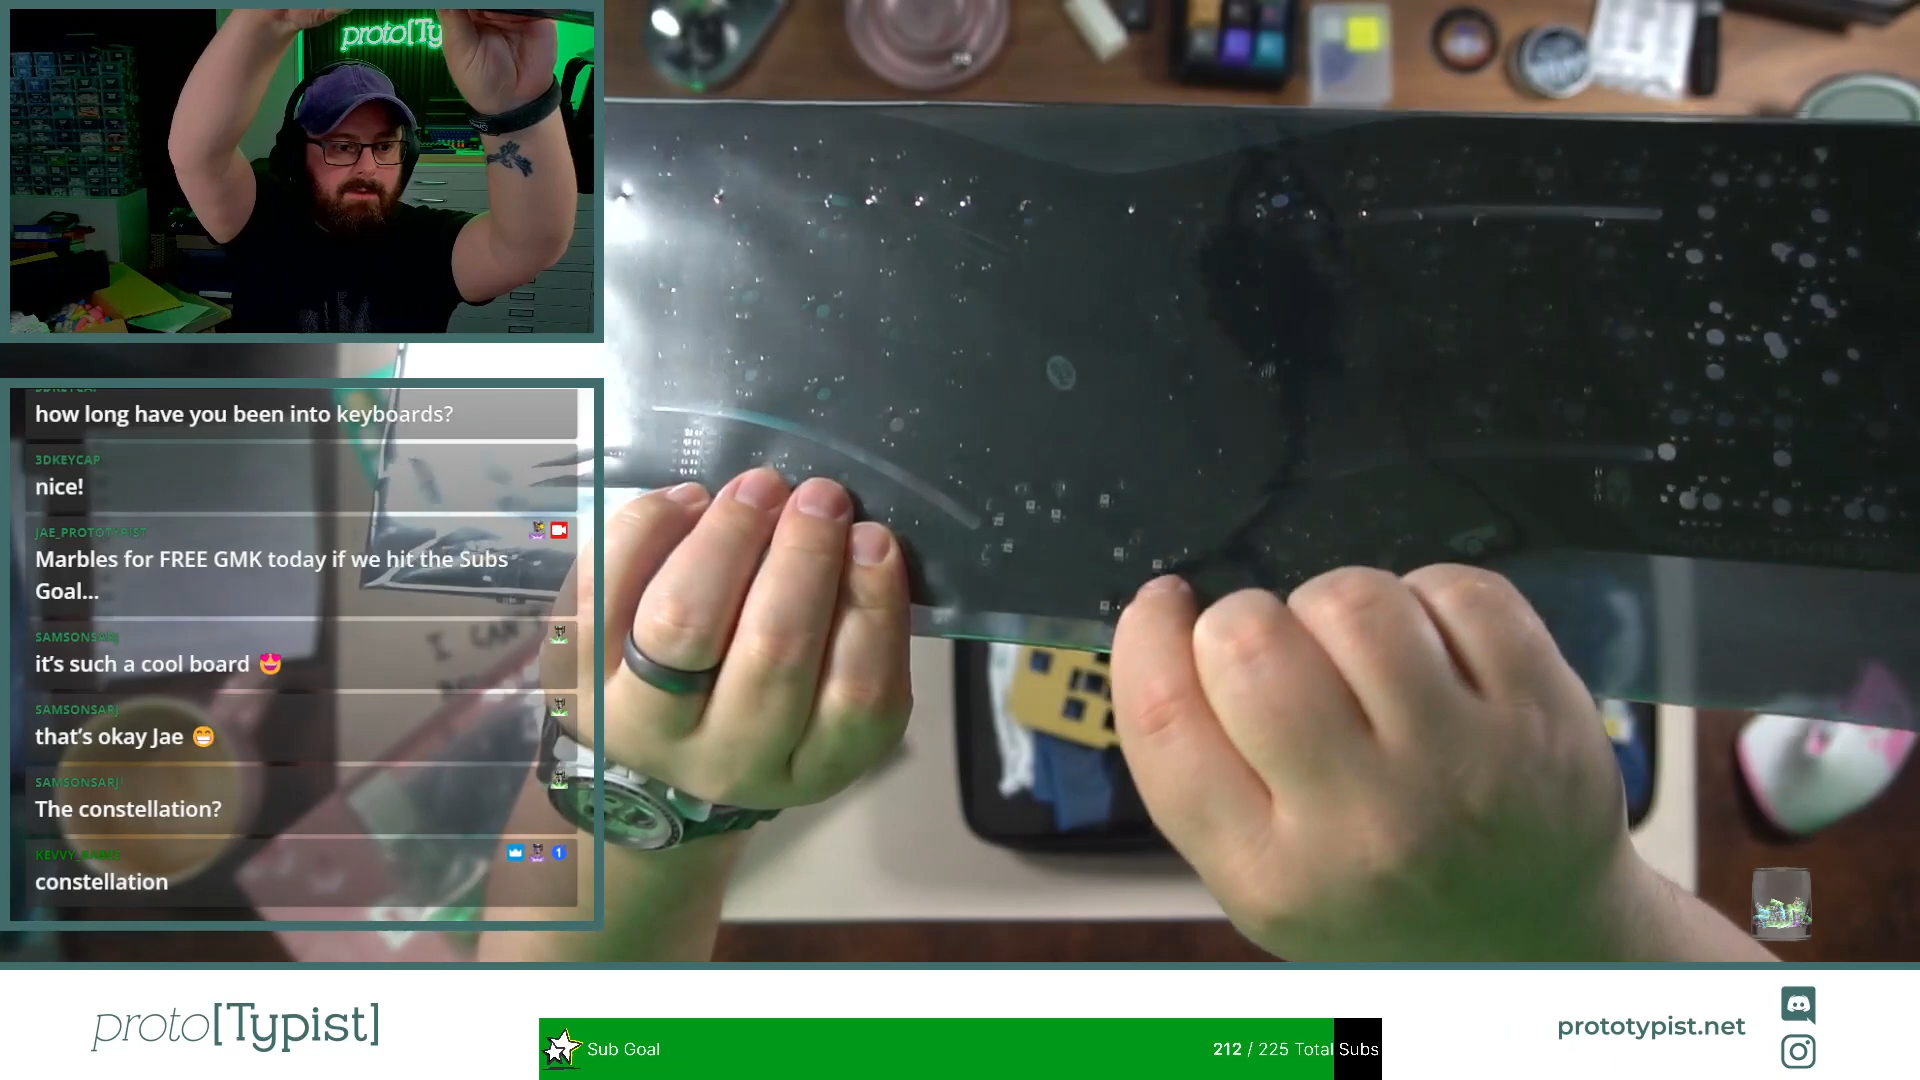 proto[Ty
how long have you been into keyboards?
3DKEYCAP
nice!
JAE_PROTOTYPIST
Marbles for FREE GMK today if we hit the Subs
Goal...
SAMSONSARJ
it's such a cool board 😍
SAMSONSARJ
that's okay Jae 😁
SAMSONSARJ
The constellation?
constellation
I CAN'T
proto[Typist]
Sub Goal
212 / 225 Total Subs
prototypist.net